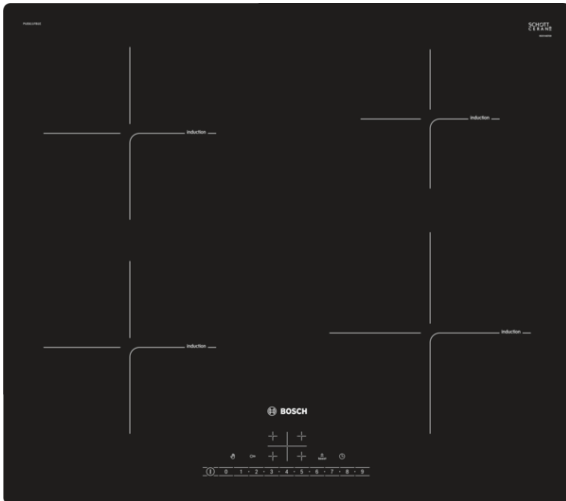 SCHOTT
CERAN®
induction
induction
induction
induction
BOSCH
0 1 · 2 · 3 · 4 · 5 · 6 · 7 · 8 · 9